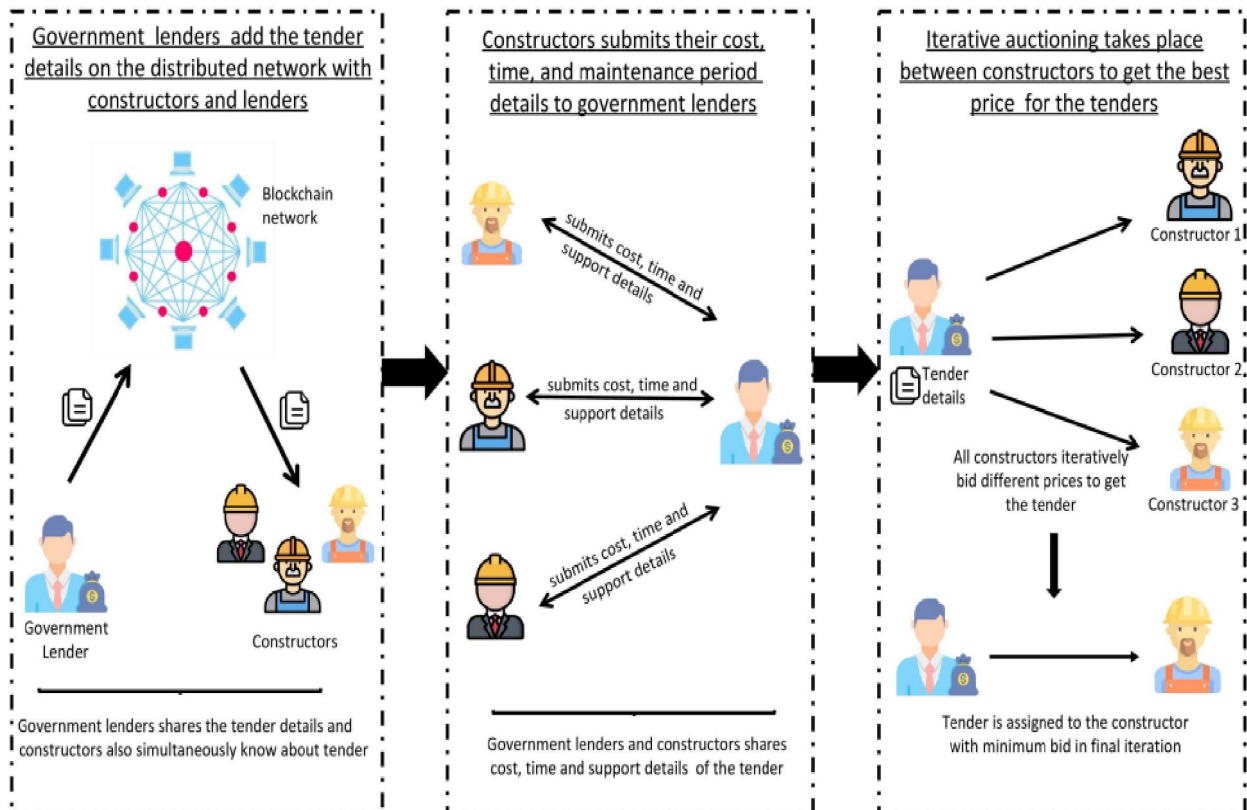 Government lenders add the tender
details on the distributed network with
constructors and lenders
Blockchain
network
Government
Lender
Constructors
Government lenders shares the tender details and
constructors also simultaneously know about tender
Constructors submits their cost,
time, and maintenance period
details to government lenders
submits cost, time and
support details
submits cost, time and
support details
submits cost, time and
support details
Government lenders and constructors shares
cost, time and support details of the tender
Iterative auctioning takes place
between constructors to get the best
price for the tenders
Constructor 1
Constructor 2
Tender
details
All constructors iteratively
bid different prices to get
the tender
Constructor 3
Tender is assigned to the constructor
with minimum bid in final iteration